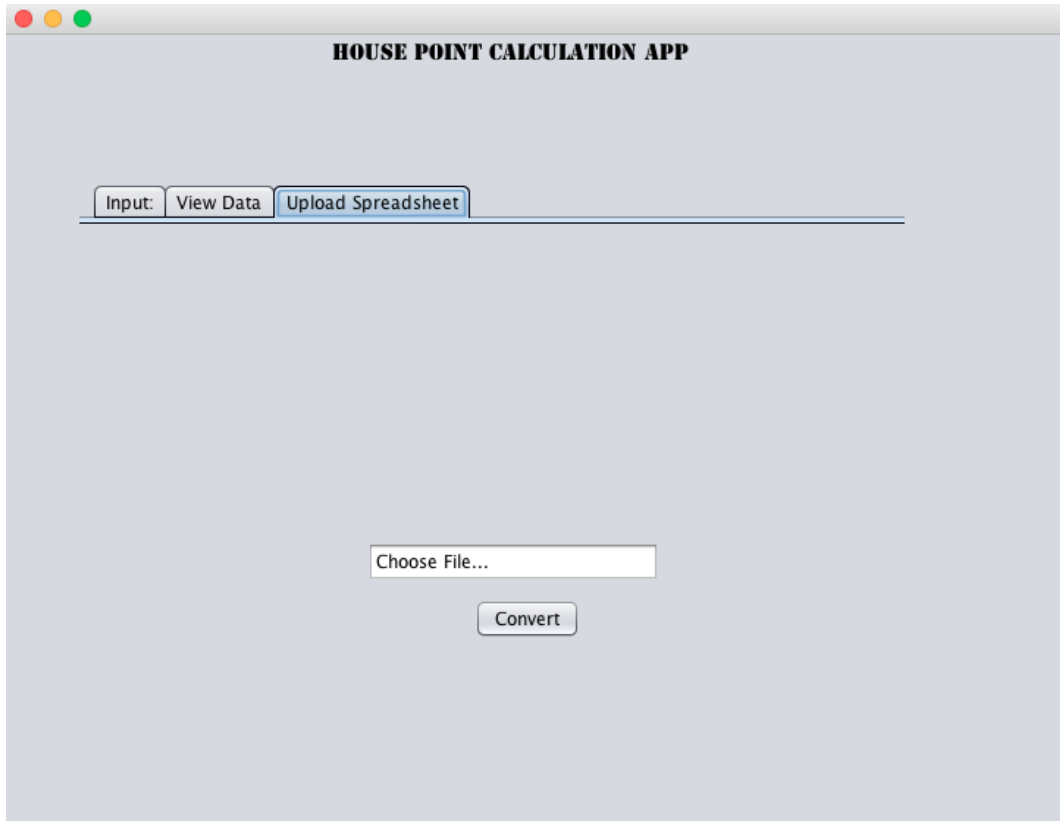 HOUSE POINT CALCULATION APP
Input: View Data Upload Spreadsheet
Choose File...
Convert